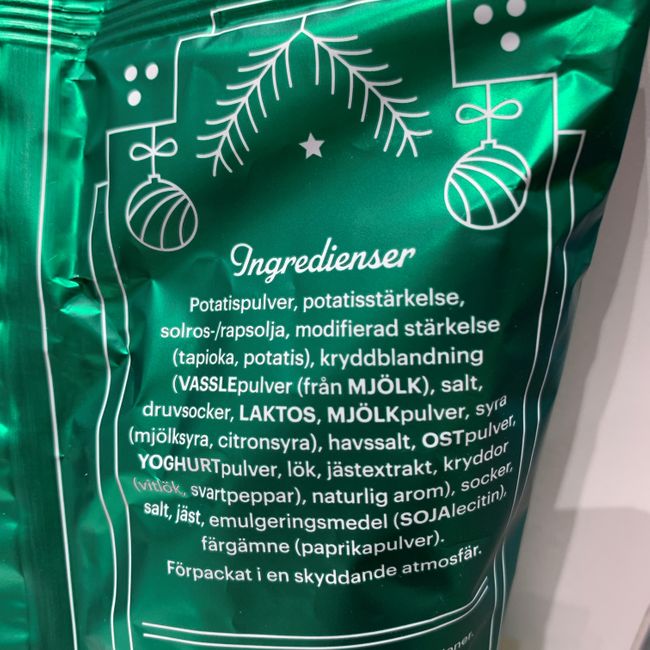 Ingredienser
Potatispulver, potatisstärkelse,
solros-/rapsolja, modifierad stärkelse
(tapioka, potatis), kryddblandning
(VASSLEpulver (från MJÖLK), salt,
druvsocker, LAKTOS, MJÖLKpulver, syra
(mjölksyra, citronsyra), havssalt, OSTpulver,
YOGHURTpulver, lök, jästextrakt, kryddor
(vitlök, svartpeppar), naturlig arom), socker,
salt, jäst, emulgeringsmedel (SOJAlecitin),
färgämne (paprikapulver).
Förpackat i en skyddande atmosfär.